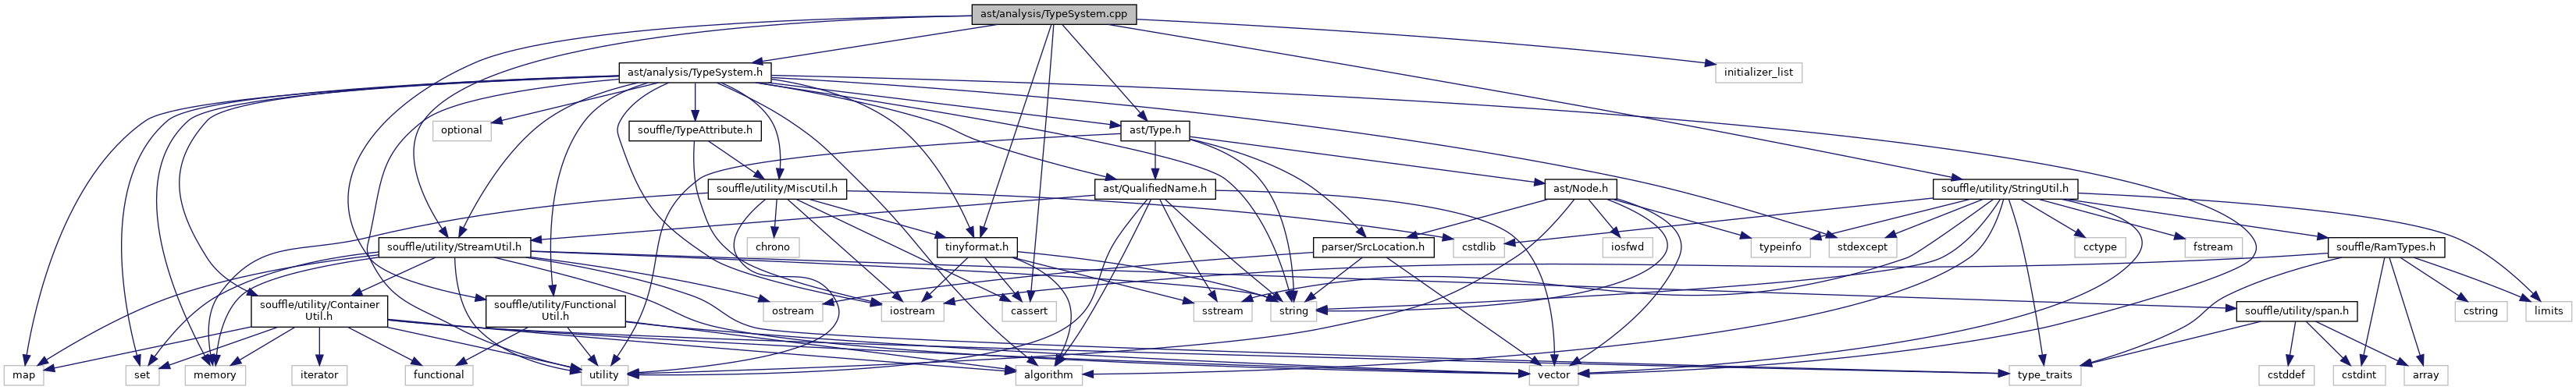 ast/analysis/TypeSystem.cpp
ast/analysis/TypeSystem.h
initializer_list
optional
souffle/TypeAttribute.h
ast/Type.h
souffle/utility/MiscUtil.h
ast/QualifiedName.h
ast/Node.h
souffle/utility/StringUtil.h
souffle/utility/StreamUtil.h
chrono
tinyformat.h
parser/SrcLocation.h
cstdlib
iosfwd
typeinfo
stdexcept
cctype
fstream
souffle/RamTypes.h
souffle/utility/Container
Util.h
souffle/utility/Functional
Util.h
ostream
iostream
cassert
sstream
string
souffle/utility/span.h
cstring
limits
map
set
memory
iterator
functional
utility
algorithm
vector
type_traits
cstddef
cstdint
array